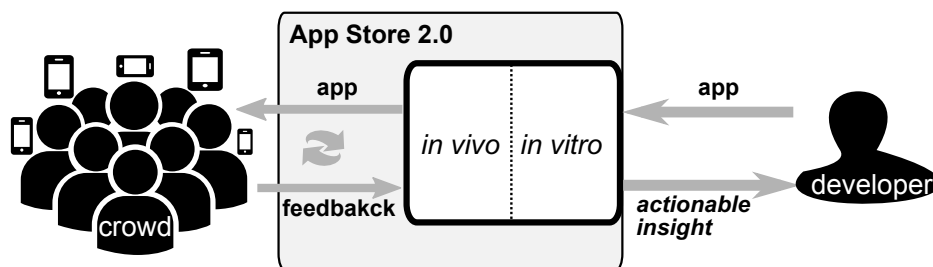 App Store 2.0
app
app
in vivo
in vitro
feedbakck
actionable
insight
crowd
developer